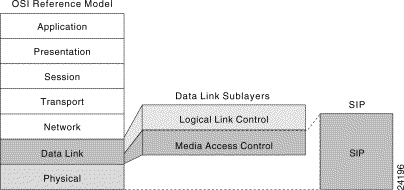 OSI Reference Model
Application
Presentation
Session
Transport
Network
Data Link
Physical
Data Link Sublayers
Logical Link Control
Media Access Control
SIP
SIP
24196